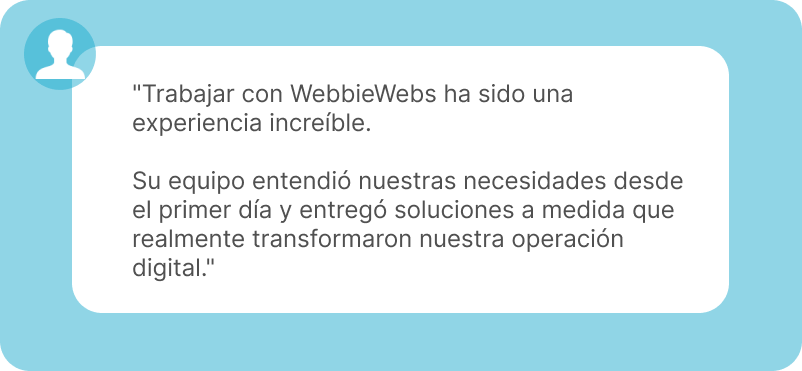 "Trabajar con WebbieWebs ha sido una
experiencia increíble.
Su equipo entendió nuestras necesidades desde
el primer día y entregó soluciones a medida que
realmente transformaron nuestra operación
digital."